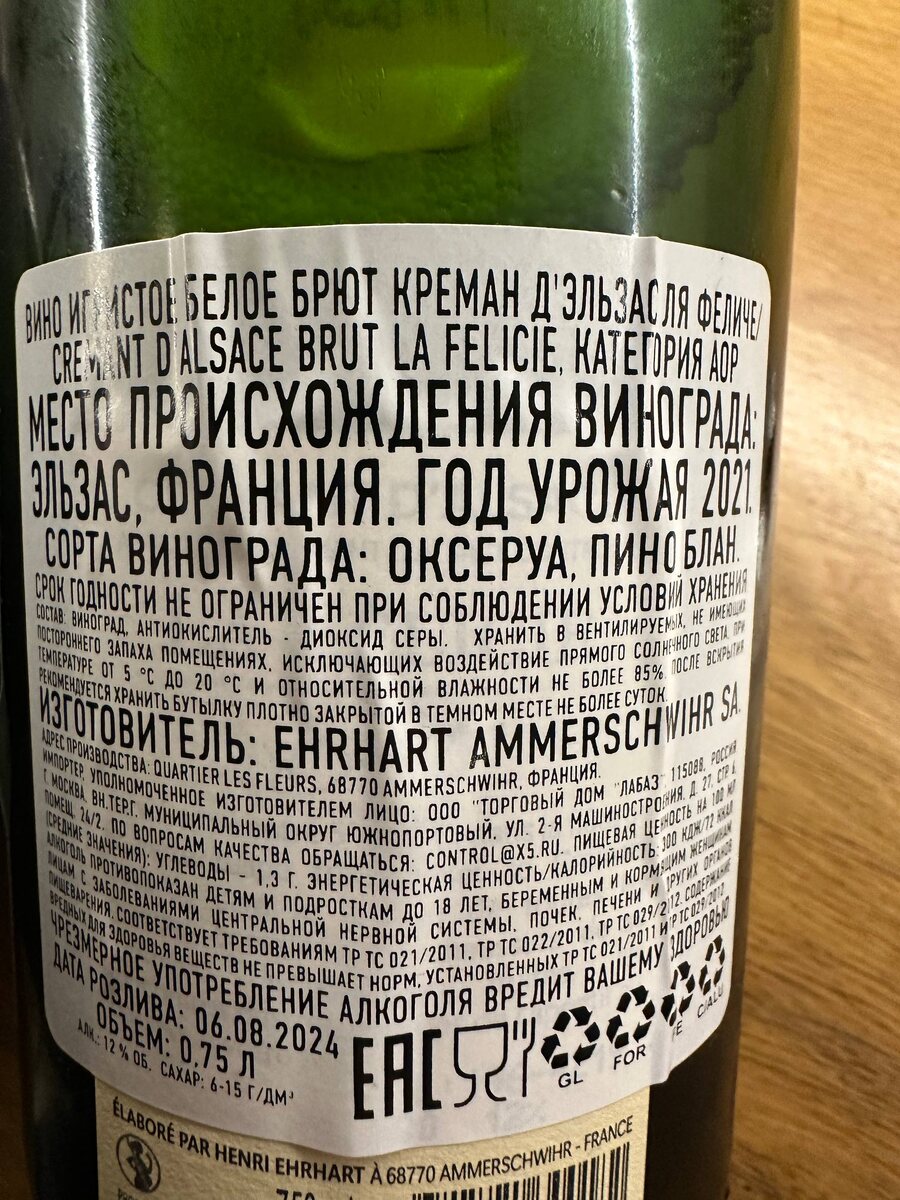 ВИНО ИГРИСТОЕ БЕЛОЕ БРЮТ КРЕМАН Д'ЭЛЬЗАС ЛЯ ФЕЛИЧЕ/
CREMANT D'ALSACE BRUT LA FELICIE, КАТЕГОРИЯ АОР
МЕСТО ПРОИСХОЖДЕНИЯ ВИНОГРАДА:
ЭЛЬЗАС, ФРАНЦИЯ. ГОД УРОЖАЯ 2021.
СОРТА ВИНОГРАДА: ОКСЕРУА, ПИНО БЛАН.
СРОК ГОДНОСТИ НЕ ОГРАНИЧЕН ПРИ СОБЛЮДЕНИИ УСЛОВИЙ ХРАНЕНИЯ
СОСТАВ: ВИНОГРАД, АНТИОКИСЛИТЕЛЬ - ДИОКСИД СЕРЫ. ХРАНИТЬ В ВЕНТИЛИРУЕМЫХ, НЕ ИМЕЮЩИХ
ПОСТОРОННЕГО ЗАПАХА ПОМЕЩЕНИЯХ, ИСКЛЮЧАЮЩИХ ВОЗДЕЙСТВИЕ ПРЯМОГО СОЛНЕЧНОГО СВЕТА, ПРИ
ТЕМПЕРАТУРЕ ОТ 5 °С ДО 20 °С И ОТНОСИТЕЛЬНОЙ ВЛАЖНОСТИ НЕ БОЛЕЕ 85%. ПОСЛЕ ВСКРЫТИЯ
РЕКОМЕНДУЕТСЯ ХРАНИТЬ БУТЫЛКУ ПЛОТНО ЗАКРЫТОЙ В ТЕМНОМ МЕСТЕ НЕ БОЛЕЕ СУТОК.
ИЗГОТОВИТЕЛЬ: EHRHART AMMERSCHWIHR SA.
АДРЕС ПРОИЗВОДСТВА: QUARTIER LES FLEURS, 68770 AMMERSCHWIHR, ФРАНЦИЯ.
ИМПОРТЕР, УПОЛНОМОЧЕННОЕ ИЗГОТОВИТЕЛЕМ ЛИЦО: ООО "ТОРГОВЫЙ ДОМ "ЛАБАЗ" 115088, РОССИЯ,
Г. МОСКВА, ВН.ТЕР.Г. МУНИЦИПАЛЬНЫЙ ОКРУГ ЮЖНОПОРТОВЫЙ, УЛ. 2-Я МАШИНОСТРОЕНИЯ, Д. 27, СТР. 6,
ПОМЕЩ. 24/2. ПО ВОПРОСАМ КАЧЕСТВА ОБРАЩАТЬСЯ: CONTROL@X5.RU. ПИЩЕВАЯ ЦЕННОСТЬ НА 100 МЛ
(СРЕДНИЕ ЗНАЧЕНИЯ): УГЛЕВОДЫ - 1,3 Г. ЭНЕРГЕТИЧЕСКАЯ ЦЕННОСТЬ/КАЛОРИЙНОСТЬ: 300 КДЖ/72 ККАЛ
АЛКОГОЛЬ ПРОТИВОПОКАЗАН ДЕТЯМ И ПОДРОСТКАМ ДО 18 ЛЕТ, БЕРЕМЕННЫМ И КОРМЯЩИМ ЖЕНЩИНАМ,
ЛИЦАМ С ЗАБОЛЕВАНИЯМИ ЦЕНТРАЛЬНОЙ НЕРВНОЙ СИСТЕМЫ, ПОЧЕК, ПЕЧЕНИ И ДРУГИХ ОРГАНОВ
ПИЩЕВАРЕНИЯ. СООТВЕТСТВУЕТ ТРЕБОВАНИЯМ ТР ТС 021/2011, ТР ТС 022/2011, ТР ТС 029/2012. СОДЕРЖАНИЕ
ВРЕДНЫХ ДЛЯ ЗДОРОВЬЯ ВЕЩЕСТВ НЕ ПРЕВЫШАЕТ НОРМ, УСТАНОВЛЕННЫХ ТР ТС 021/2011 И ТР ТС 029/2012.
ЧРЕЗМЕРНОЕ УПОТРЕБЛЕНИЕ АЛКОГОЛЯ ВРЕДИТ ВАШЕМУ ЗДОРОВЬЮ
ДАТА РОЗЛИВА: 06.08.2024
ОБЪЕМ: 0,75 Л
АЛК.: 12 % ОБ. САХАР: 6-15 Г/ДМ³
EAC
GL
FOR
FE
C/ALU
ÉLABORÉ PAR HENRI EHRHART À 68770 AMMERSCHWIHR - FRANCE